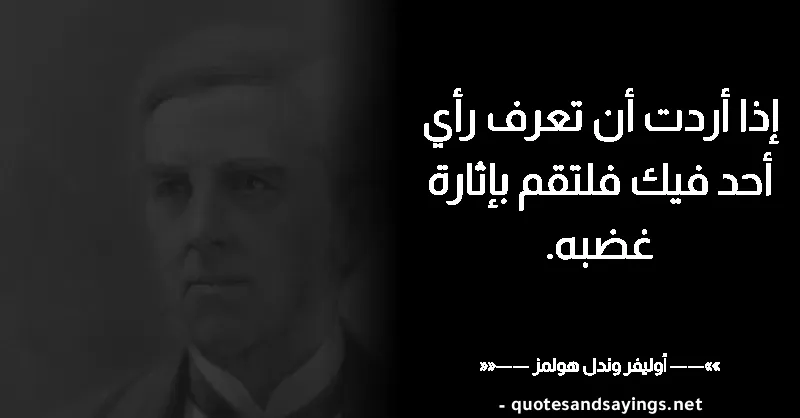 إذا أردت أن تعرف رأي
أحد فيك فلتقم بإثارة
غضبه.
»»—— أوليفر وندل هولمز ——««
- quotesandsayings.net